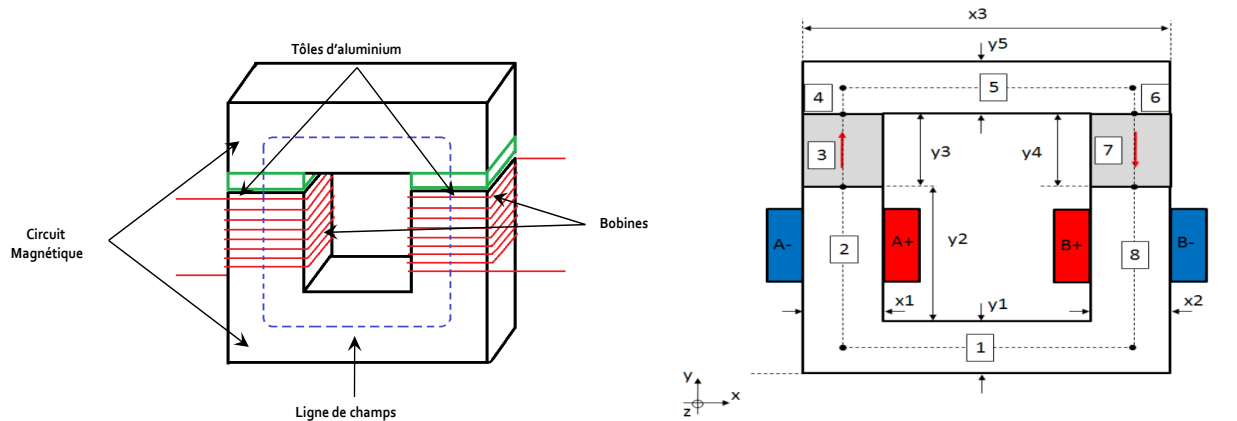 Tôles d'aluminium
Bobines
Circuit
Magnétique
Ligne de champs
x3
y5
4
5
6
3
y3
y4
7
A-
A+
y2
B+
B-
2
8
x1
y1
x2
1
y
x
z